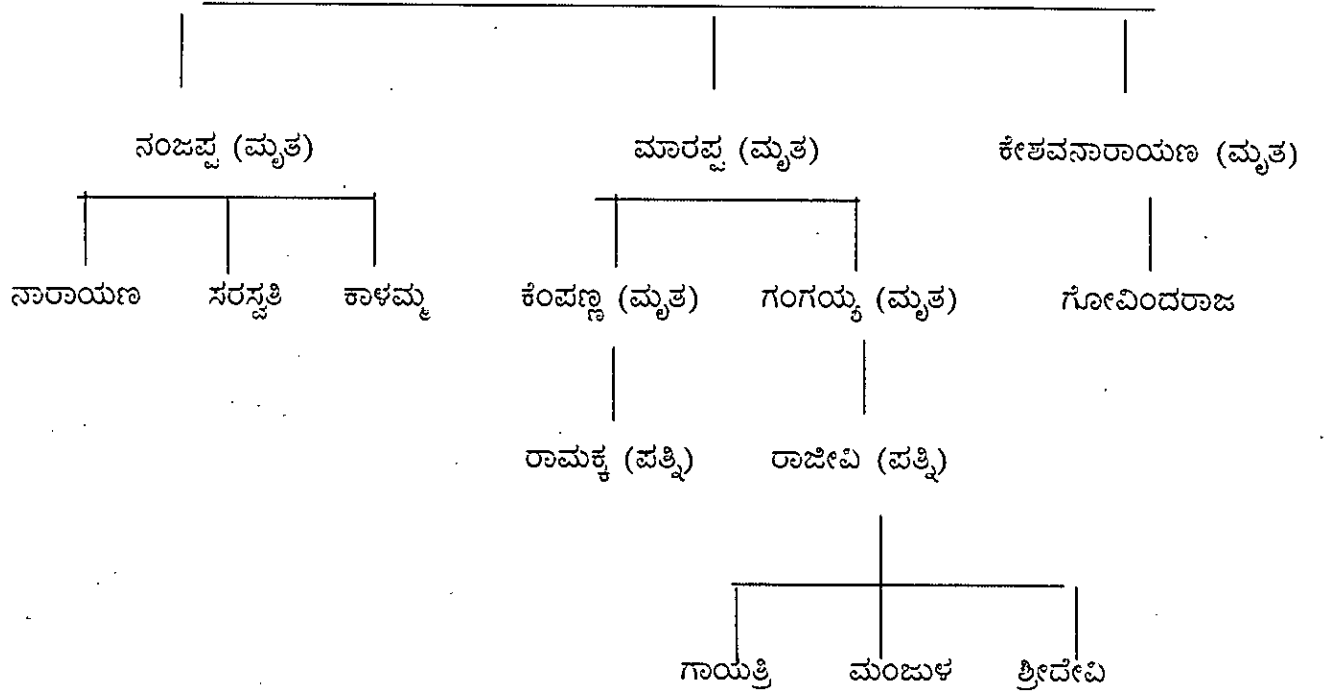 ನಂಜಪ್ಪ (ಮೃತ) ಮಾರಪ್ಪ (ಮೃತ) ಕೇಶವನಾರಾಯಣ (ಮೃತ)
ನಾರಾಯಣ ಸರಸ್ವತಿ ಕಾಳಮ್ಮ ಕೆಂಪಣ್ಣ (ಮೃತ) ಗಂಗಯ್ಯ (ಮೃತ) ಗೋವಿಂದರಾಜ
ರಾಮಕ್ಕ (ಪತ್ನಿ) ರಾಜೀವಿ (ಪತ್ನಿ)
ಗಾಯತ್ರಿ ಮಂಜುಳ ಶ್ರೀದೇವಿ